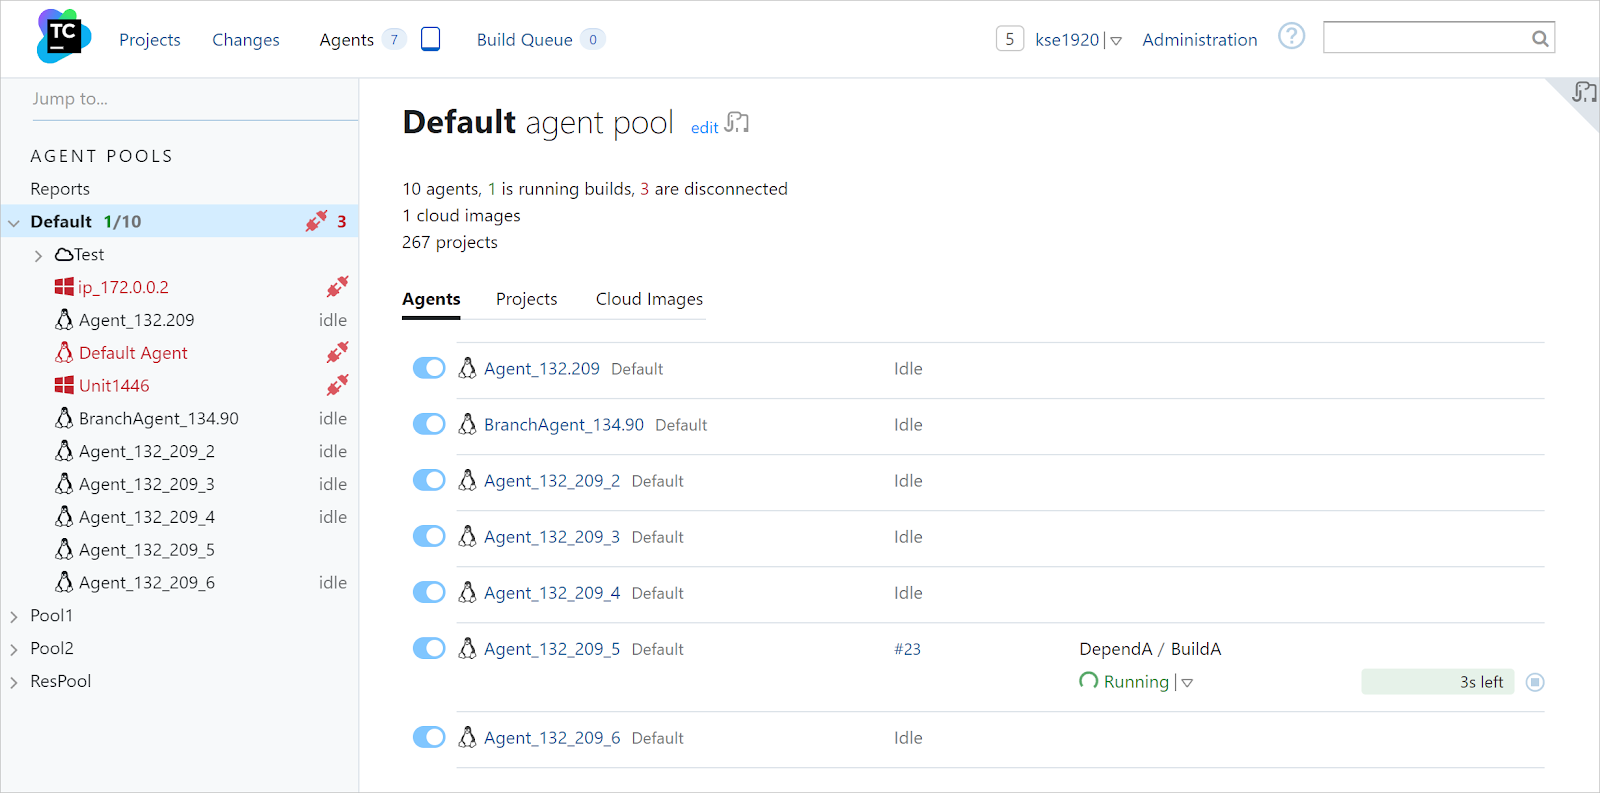 TC
Projects Changes Agents 7 Build Queue 0 5 kse1920 Administration ?
Jump to...
AGENT POOLS
Reports
Default 1/10 3
Test
ip_172.0.0.2
Agent_132.209 idle
Default Agent
Unit1446
BranchAgent_134.90 idle
Agent_132_209_2 idle
Agent_132_209_3 idle
Agent_132_209_4 idle
Agent_132_209_5
Agent_132_209_6 idle
Pool1
Pool2
ResPool
Default agent pool edit
10 agents, 1 is running builds, 3 are disconnected
1 cloud images
267 projects
Agents Projects Cloud Images
Agent_132.209 Default Idle
BranchAgent_134.90 Default Idle
Agent_132_209_2 Default Idle
Agent_132_209_3 Default Idle
Agent_132_209_4 Default Idle
Agent_132_209_5 Default #23 DependA / BuildA
Running 3s left
Agent_132_209_6 Default Idle